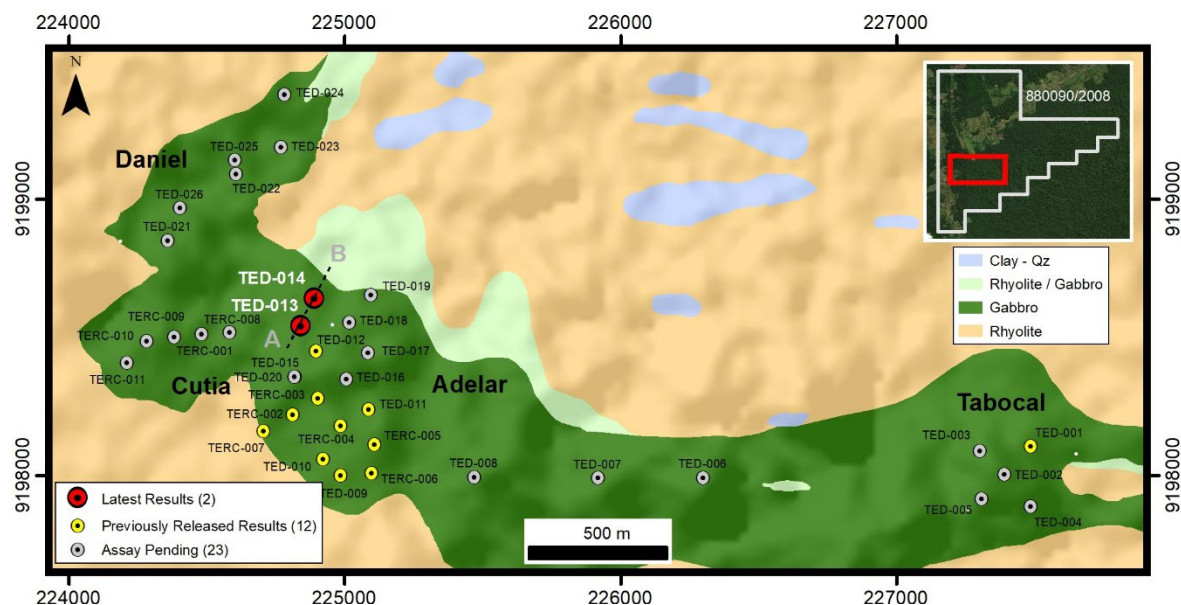 224000
225000
226000
227000
N
880090/2008
TED-024
Daniel
TED-025
TED-023
TED-022
9199000
9199000
TED-026
TED-021
B
TED-014
TED-019
TED-013
TERC-009
TERC-008
TED-018
TERC-010
A
TED-012
TERC-001
TED-017
TED-015
TERC-011
TED-020
TED-016
Cutia
Adelar
TERC-003
TED-011
TERC-002
TERC-004
TERC-005
TERC-007
TED-010
TERC-006
TED-009
TED-008
TED-007
TED-006
Tabocal
TED-003
TED-001
TED-002
TED-005
TED-004
9198000
9198000
Clay - Qz
Rhyolite / Gabbro
Gabbro
Rhyolite
Latest Results (2)
Previously Released Results (12)
Assay Pending (23)
500 m
224000
225000
226000
227000